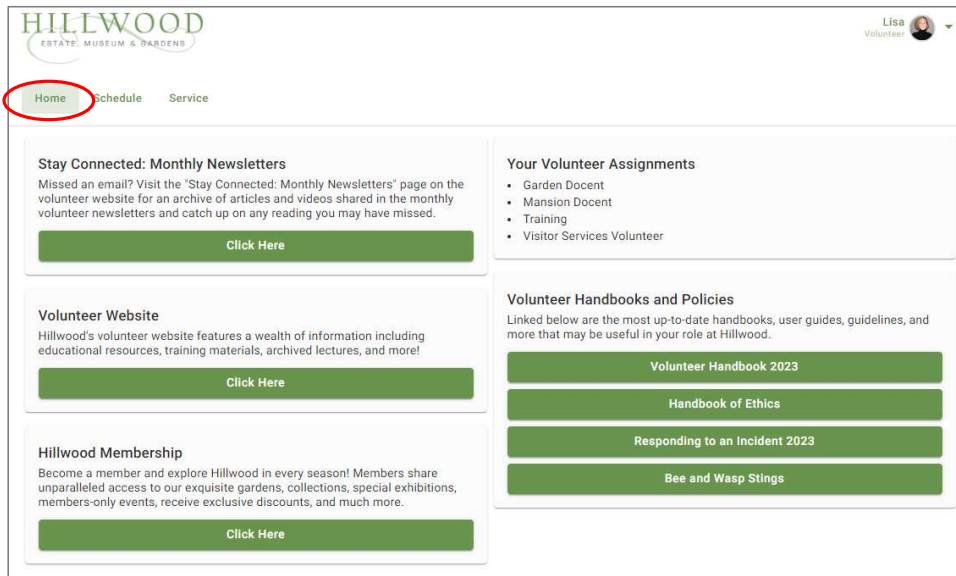 HILLWOOD
ESTATE, MUSEUM & GARDENS
Lisa
Volunteer
Home Schedule Service
Stay Connected: Monthly Newsletters
Missed an email? Visit the "Stay Connected: Monthly Newsletters" page on the
volunteer website for an archive of articles and videos shared in the monthly
volunteer newsletters and catch up on any reading you may have missed.
Click Here
Volunteer Website
Hillwood's volunteer website features a wealth of information including
educational resources, training materials, archived lectures, and more!
Click Here
Hillwood Membership
Become a member and explore Hillwood in every season! Members share
unparalleled access to our exquisite gardens, collections, special exhibitions,
members-only events, receive exclusive discounts, and much more.
Click Here
Your Volunteer Assignments
• Garden Docent
• Mansion Docent
• Training
• Visitor Services Volunteer
Volunteer Handbooks and Policies
Linked below are the most up-to-date handbooks, user guides, guidelines, and
more that may be useful in your role at Hillwood.
Volunteer Handbook 2023
Handbook of Ethics
Responding to an Incident 2023
Bee and Wasp Stings